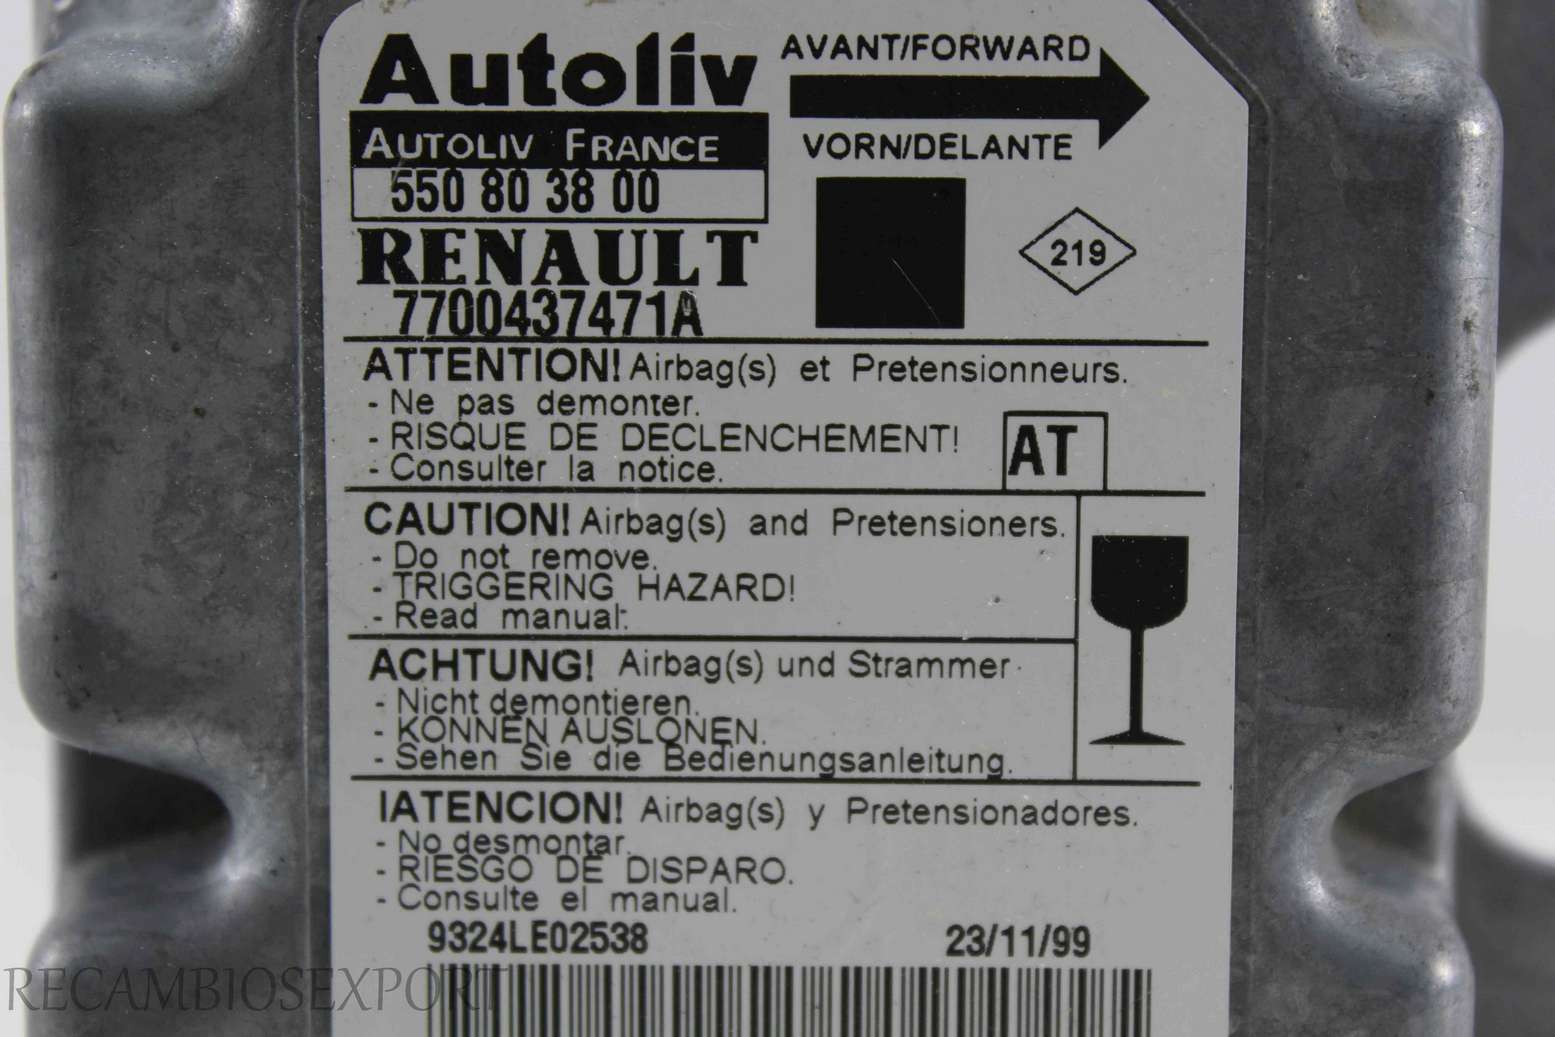 Autoliv
AVANT/FORWARD
AUTOLIV FRANCE
VORN/DELANTE
550 80 38 00
RENAULT
219
7700437471A
ATTENTION! Airbag(s) et Pretensionneurs.
- Ne pas demonter.
- RISQUE DE DECLENCHEMENT!
- Consulter la notice.
AT
CAUTION! Airbag(s) and Pretensioners.
- Do not remove.
- TRIGGERING HAZARD!
- Read manual.
ACHTUNG! Airbag(s) und Strammer
- Nicht demontieren.
- KONNEN AUSLONEN.
- Sehen Sie die Bedienungsanleitung.
IATENCION! Airbag(s) y Pretensionadores.
- No desmontar.
- RIESGO DE DISPARO.
- Consulte el manual.
9324LE02538 23/11/99
RECAMBIOSEXPORT